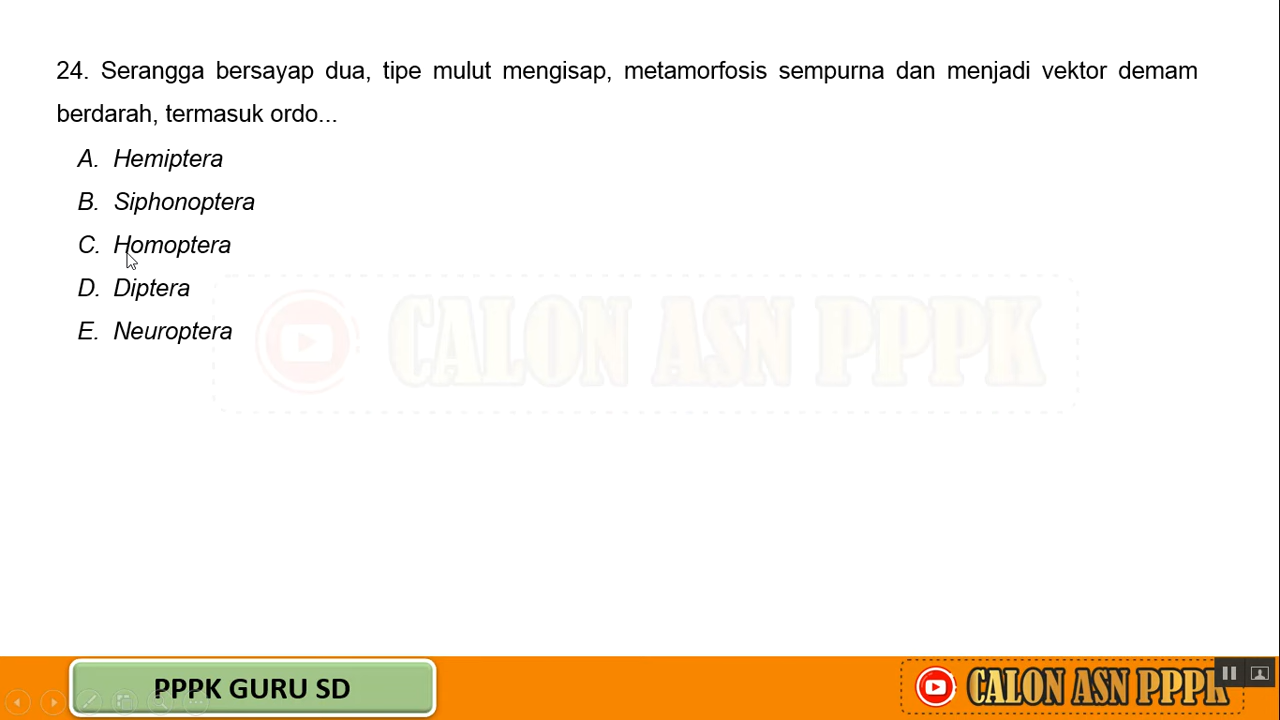 24. Serangga bersayap dua, tipe mulut mengisap, metamorfosis sempurna dan menjadi vektor demam
berdarah, termasuk ordo...
A. Hemiptera
B. Siphonoptera
C. Homoptera
D. Diptera
E. Neuroptera
CALON ASN PPPK
PPPK GURU SD
CALON ASN PPPK